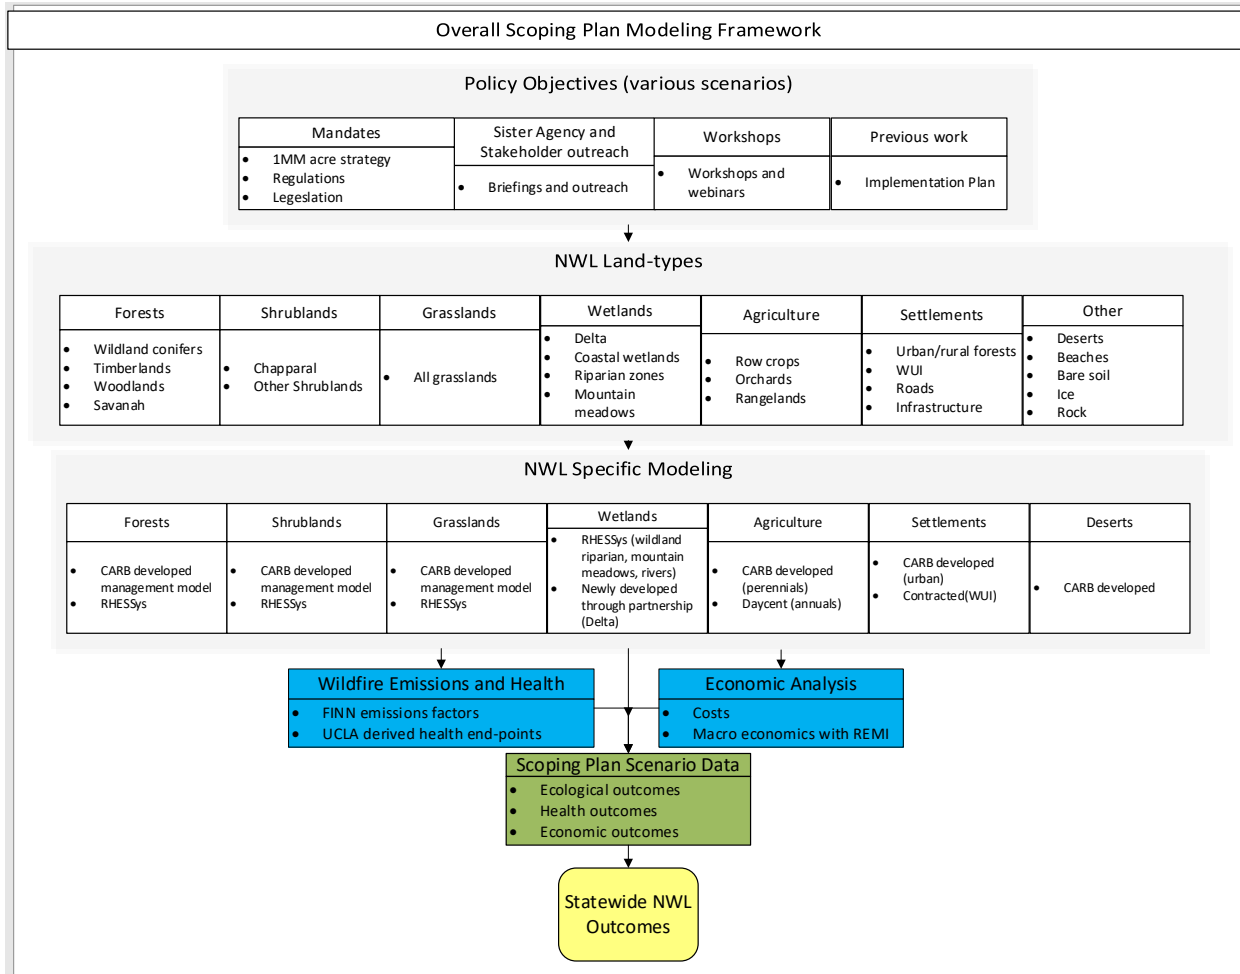 Overall Scoping Plan Modeling Framework
Policy Objectives (various scenarios)
Mandates
• 1MM acre strategy
• Regulations
• Legeslation
Sister Agency and
Stakeholder outreach
• Briefings and outreach
Workshops
• Workshops and
webinars
Previous work
• Implementation Plan
NWL Land-types
Forests
• Wildland conifers
• Timberlands
• Woodlands
• Savanah
Shrublands
• Chapparal
• Other Shrublands
Grasslands
• All grasslands
Wetlands
• Delta
• Coastal wetlands
• Riparian zones
• Mountain
meadows
Agriculture
• Row crops
• Orchards
• Rangelands
Settlements
• Urban/rural forests
• WUI
• Roads
• Infrastructure
Other
• Deserts
• Beaches
• Bare soil
• Ice
• Rock
NWL Specific Modeling
Forests
• CARB developed
management model
• RHESSys
Shrublands
• CARB developed
management model
• RHESSys
Grasslands
• CARB developed
management model
• RHESSys
Wetlands
• RHESSys (wildland
riparian, mountain
meadows, rivers)
• Newly developed
through partnership
(Delta)
Agriculture
• CARB developed
(perennials)
• Daycent (annuals)
Settlements
• CARB developed
(urban)
• Contracted(WUI)
Deserts
• CARB developed
Wildfire Emissions and Health
• FINN emissions factors
• UCLA derived health end-points
Economic Analysis
• Costs
• Macro economics with REMI
Scoping Plan Scenario Data
• Ecological outcomes
• Health outcomes
• Economic outcomes
Statewide NWL
Outcomes